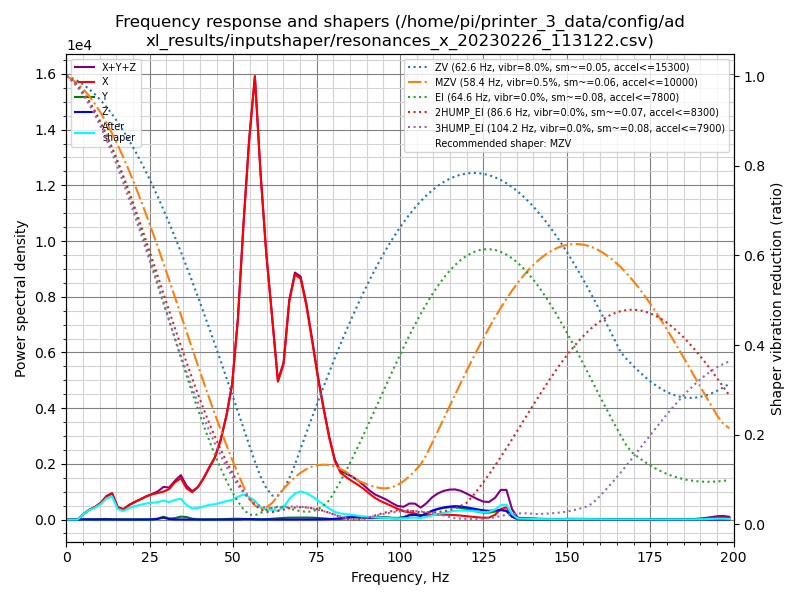 Frequency response and shapers (/home/pi/printer_3_data/config/ad
xl_results/inputshaper/resonances_x_20230226_113122.csv)
1e4
X+Y+Z
X
Y
Z
After
shaper
ZV (62.6 Hz, vibr=8.0%, sm~=0.05, accel<=15300)
MZV (58.4 Hz, vibr=0.5%, sm~=0.06, accel<=10000)
EI (64.6 Hz, vibr=0.0%, sm~=0.08, accel<=7800)
2HUMP_EI (86.6 Hz, vibr=0.0%, sm~=0.07, accel<=8300)
3HUMP_EI (104.2 Hz, vibr=0.0%, sm~=0.08, accel<=7900)
Recommended shaper: MZV
Power spectral density
1.6
1.4
1.2
1.0
0.8
0.6
0.4
0.2
0.0
1.0
0.8
0.6
0.4
0.2
0.0
Shaper vibration reduction (ratio)
0 25 50 75 100 125 150 175 200
Frequency, Hz